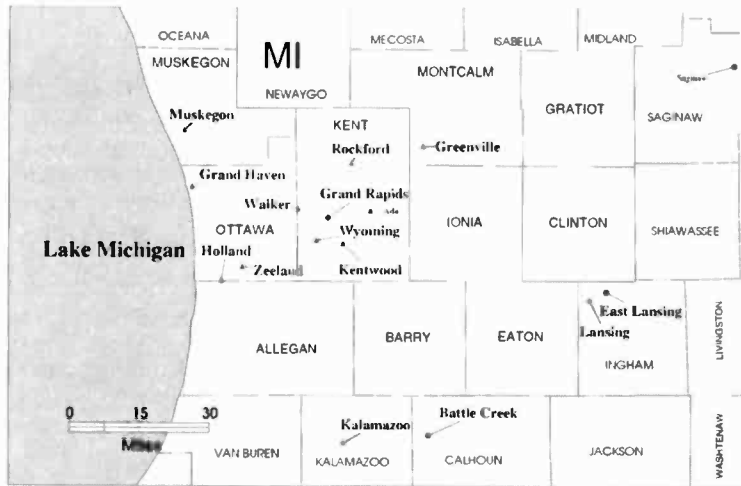 OCEANA
MECOSTA
ISABELLA
MIDLAND
MI
MUSKEGON
MONTCALM
NEWAYGO
GRATIOT
SAGINAW
Muskegon
KENT
Rockford
Greenville
Grand Haven
Grand Rapids
Walker
Ada
OTTAWA
IONIA
CLINTON
SHIAWASSEE
Wyoming
Lake Michigan
Holland
Zeeland
Kentwood
East Lansing
Lansing
LIVINGSTON
ALLEGAN
BARRY
EATON
INGHAM
0 15 30
Miles
Kalamazoo
Battle Creek
VAN BUREN
KALAMAZOO
CALHOUN
JACKSON
WASHTENAW